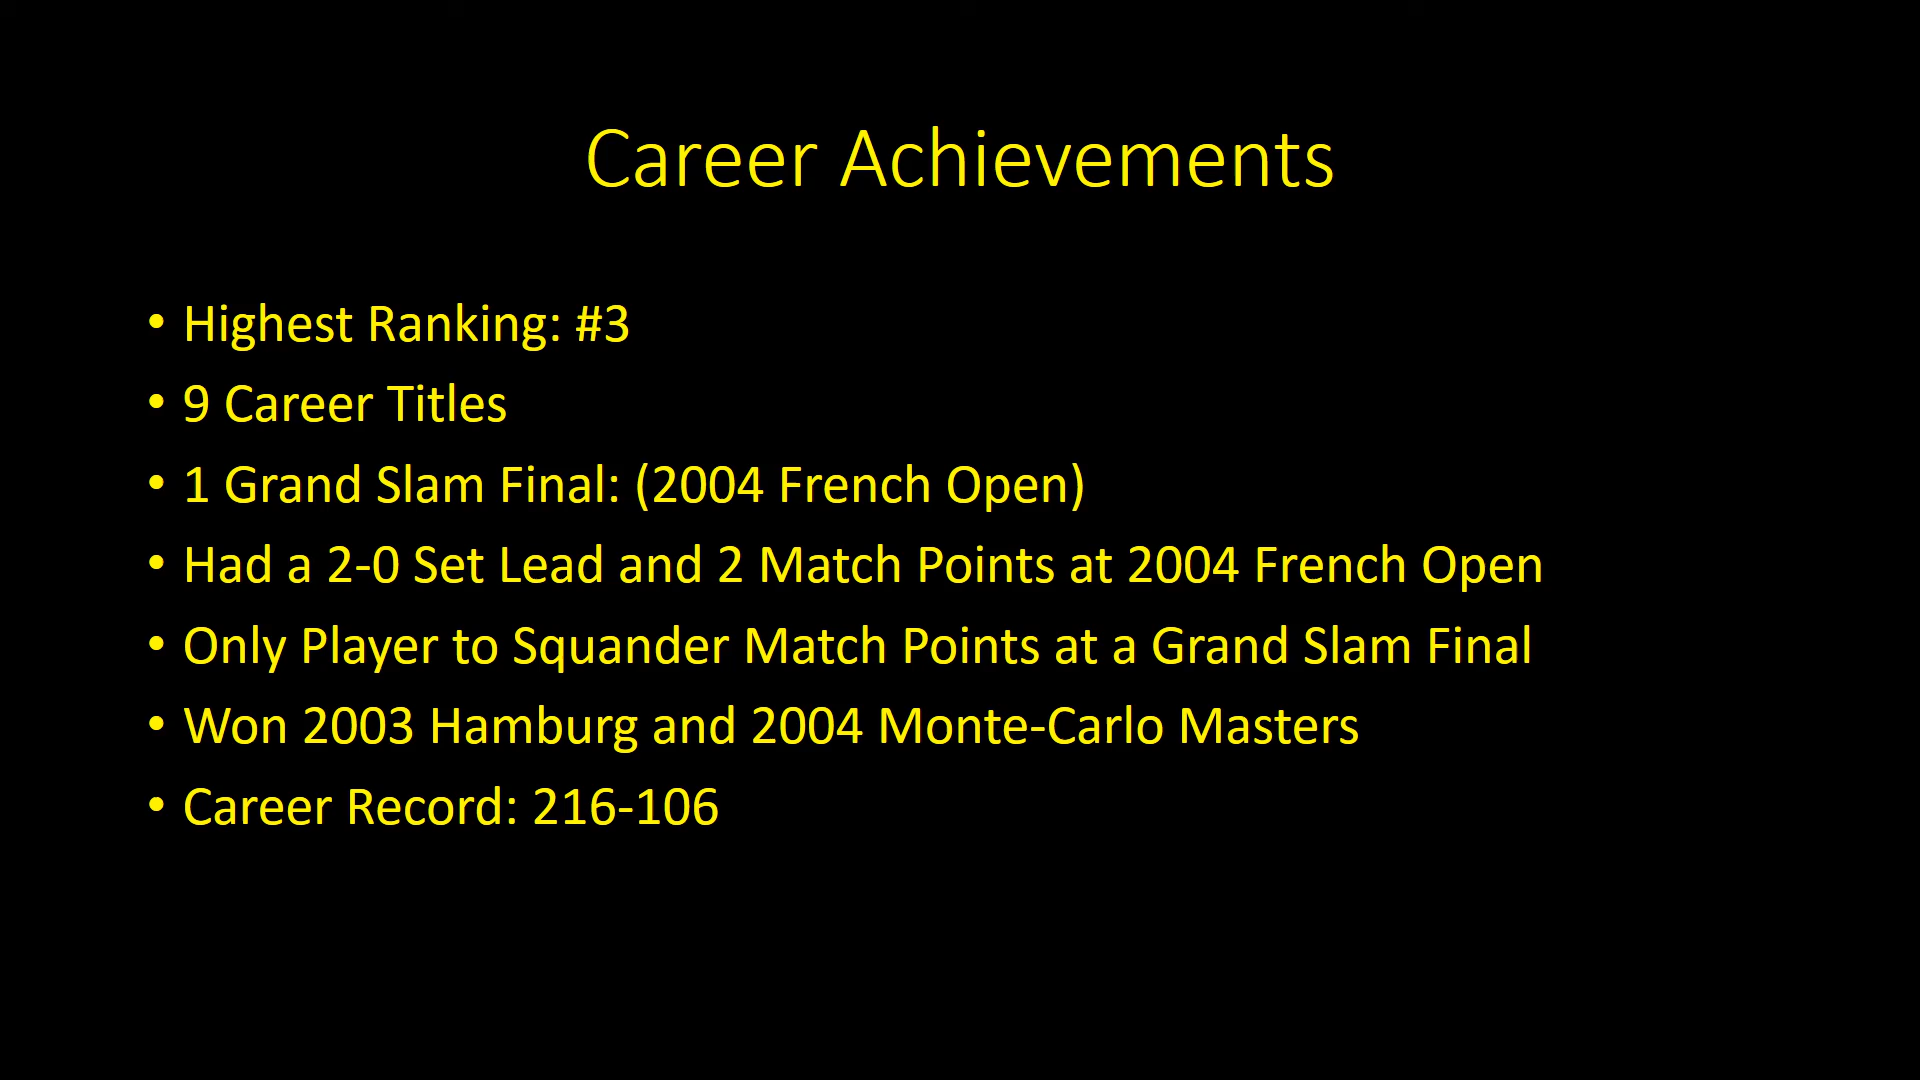 Career Achievements
• Highest Ranking: #3
• 9 Career Titles
• 1 Grand Slam Final: (2004 French Open)
• Had a 2-0 Set Lead and 2 Match Points at 2004 French Open
• Only Player to Squander Match Points at a Grand Slam Final
• Won 2003 Hamburg and 2004 Monte-Carlo Masters
• Career Record: 216-106